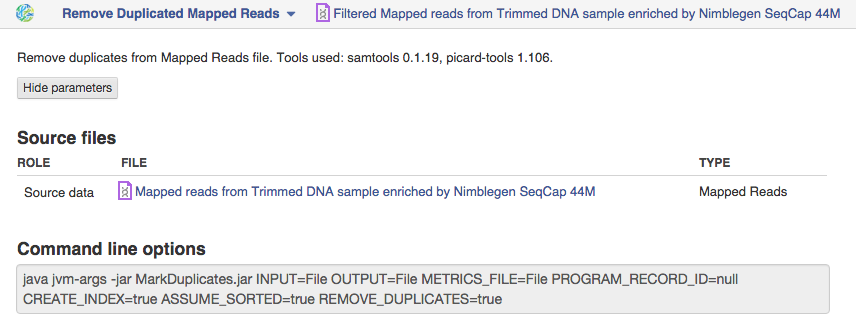 Remove Duplicated Mapped Reads Filtered Mapped reads from Trimmed DNA sample enriched by Nimblegen SeqCap 44M
Remove duplicates from Mapped Reads file. Tools used: samtools 0.1.19, picard-tools 1.106.
Hide parameters
Source files
ROLE FILE TYPE
Source data Mapped reads from Trimmed DNA sample enriched by Nimblegen SeqCap 44M Mapped Reads
Command line options
java jvm-args -jar MarkDuplicates.jar INPUT=File OUTPUT=File METRICS_FILE=File PROGRAM_RECORD_ID=null
CREATE_INDEX=true ASSUME_SORTED=true REMOVE_DUPLICATES=true